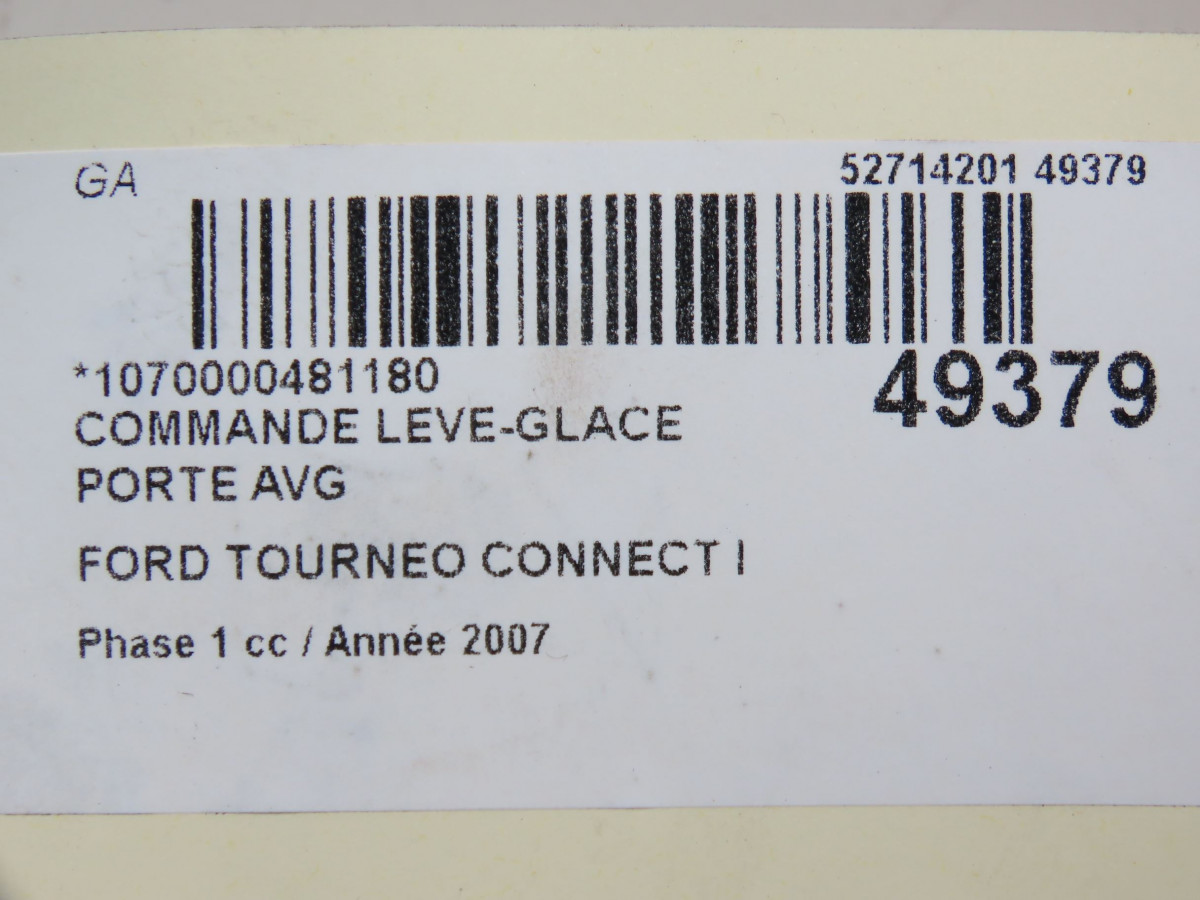 GA
52714201 49379
*1070000481180
49379
COMMANDE LEVE-GLACE
PORTE AVG
FORD TOURNEO CONNECT I
Phase 1 cc / Année 2007